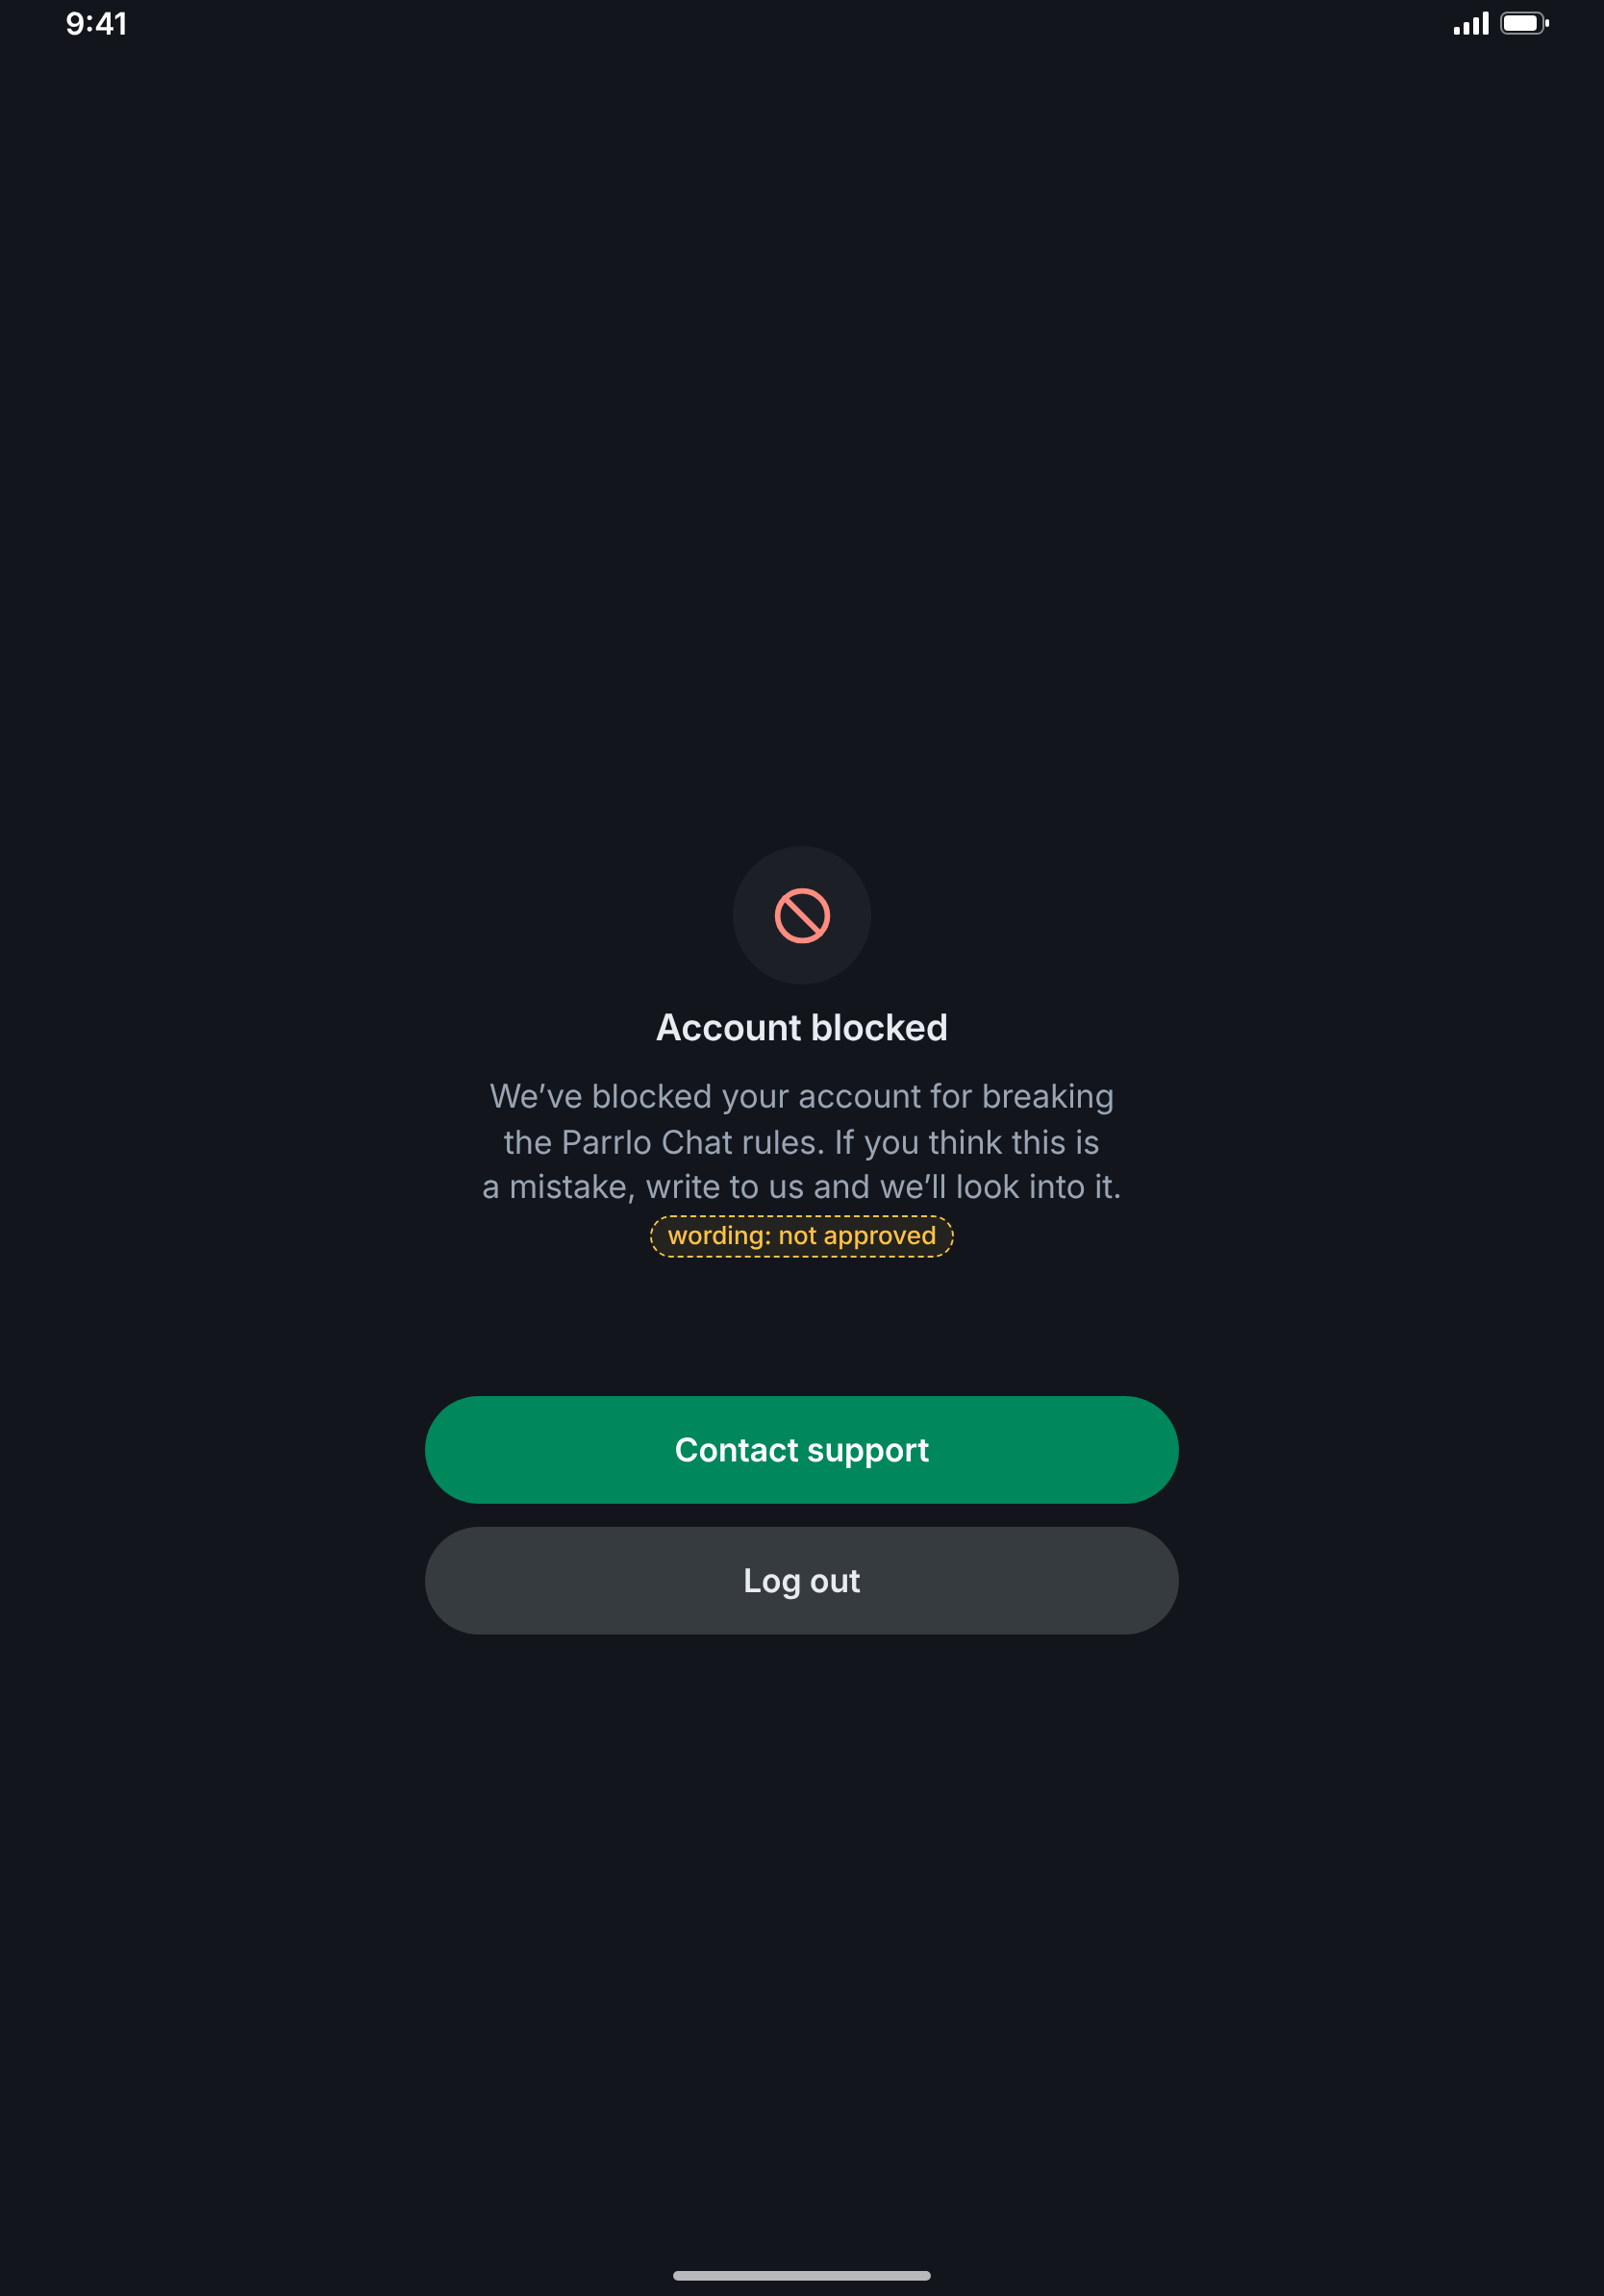 9:41
Account blocked
We’ve blocked your account for breaking
the Parrlo Chat rules. If you think this is
a mistake, write to us and we’ll look into it.
wording: not approved
Contact support
Log out